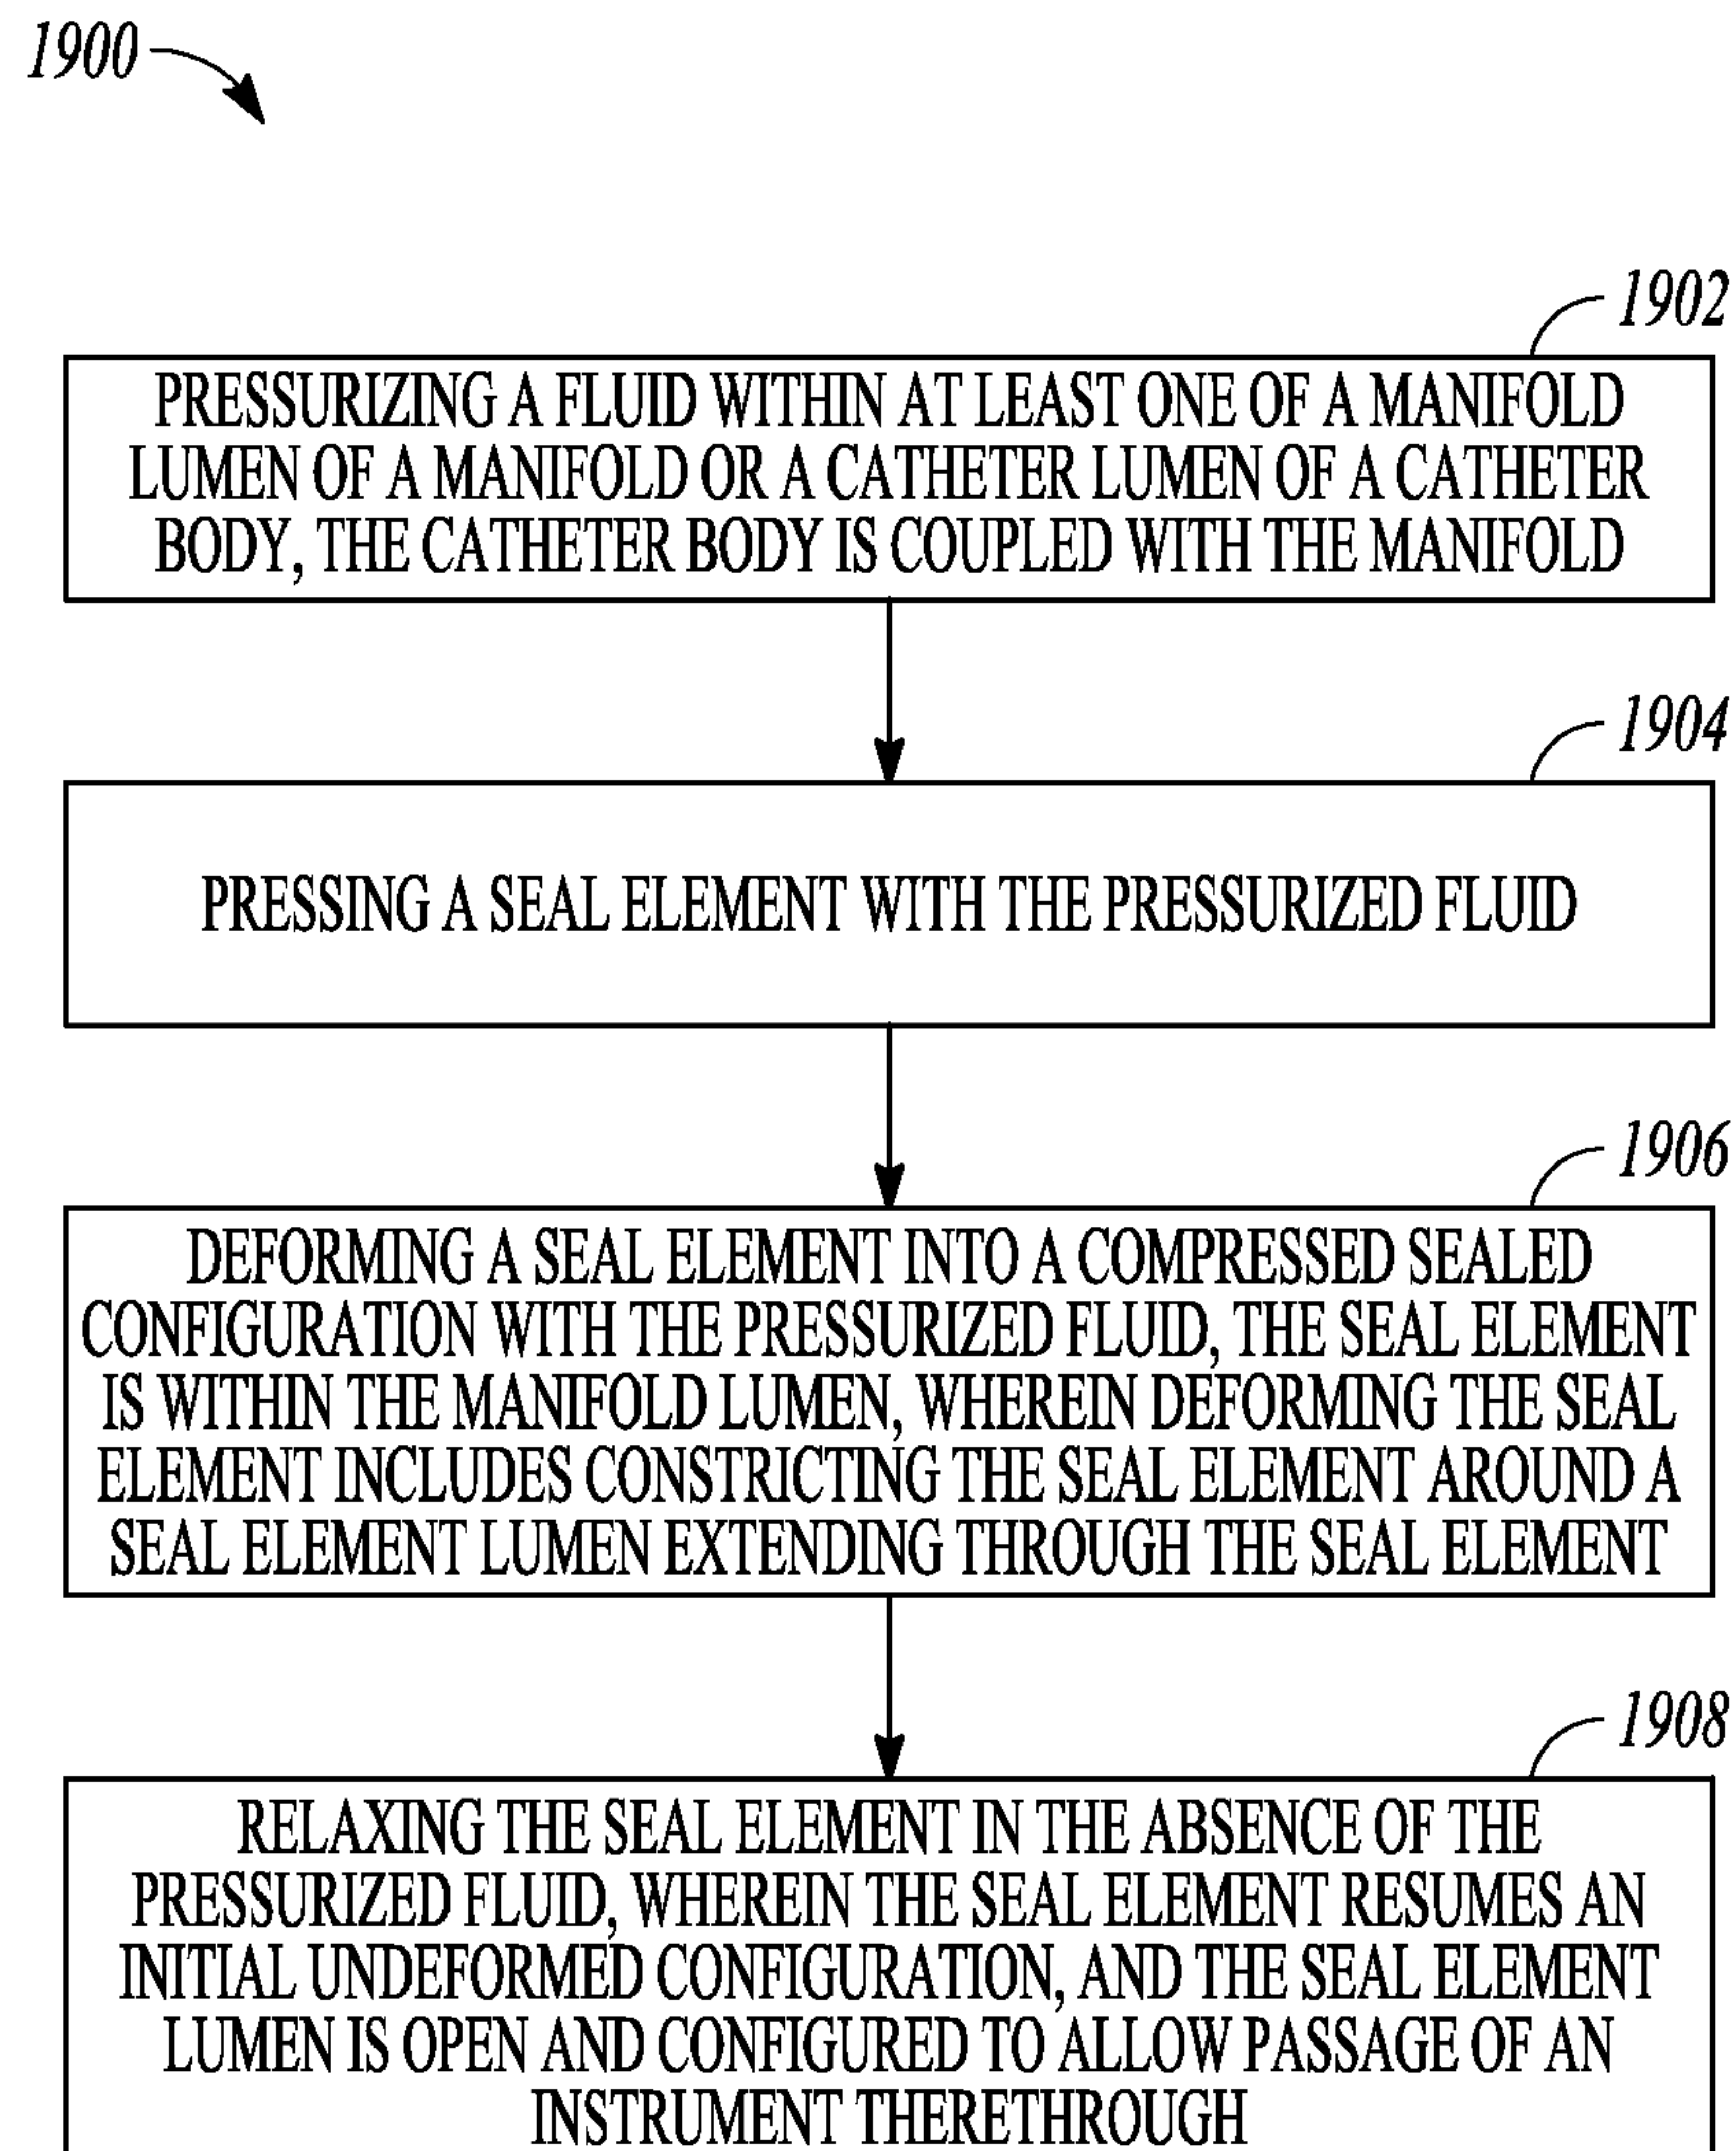 1900
1902
PRESSURIZING A FLUID WITHIN AT LEAST ONE OF A MANIFOLD
LUMEN OF A MANIFOLD OR A CATHETER LUMEN OF A CATHETER
BODY, THE CATHETER BODY IS COUPLED WITH THE MANIFOLD
1904
PRESSING A SEAL ELEMENT WITH THE PRESSURIZED FLUID
1906
DEFORMING A SEAL ELEMENT INTO A COMPRESSED SEALED
CONFIGURATION WITH THE PRESSURIZED FLUID, THE SEAL ELEMENT
IS WITHIN THE MANIFOLD LUMEN, WHEREIN DEFORMING THE SEAL
ELEMENT INCLUDES CONSTRICTING THE SEAL ELEMENT AROUND A
SEAL ELEMENT LUMEN EXTENDING THROUGH THE SEAL ELEMENT
1908
RELAXING THE SEAL ELEMENT IN THE ABSENCE OF THE
PRESSURIZED FLUID, WHEREIN THE SEAL ELEMENT RESUMES AN
INITIAL UNDEFORMED CONFIGURATION, AND THE SEAL ELEMENT
LUMEN IS OPEN AND CONFIGURED TO ALLOW PASSAGE OF AN
INSTRUMENT THERETHROUGH